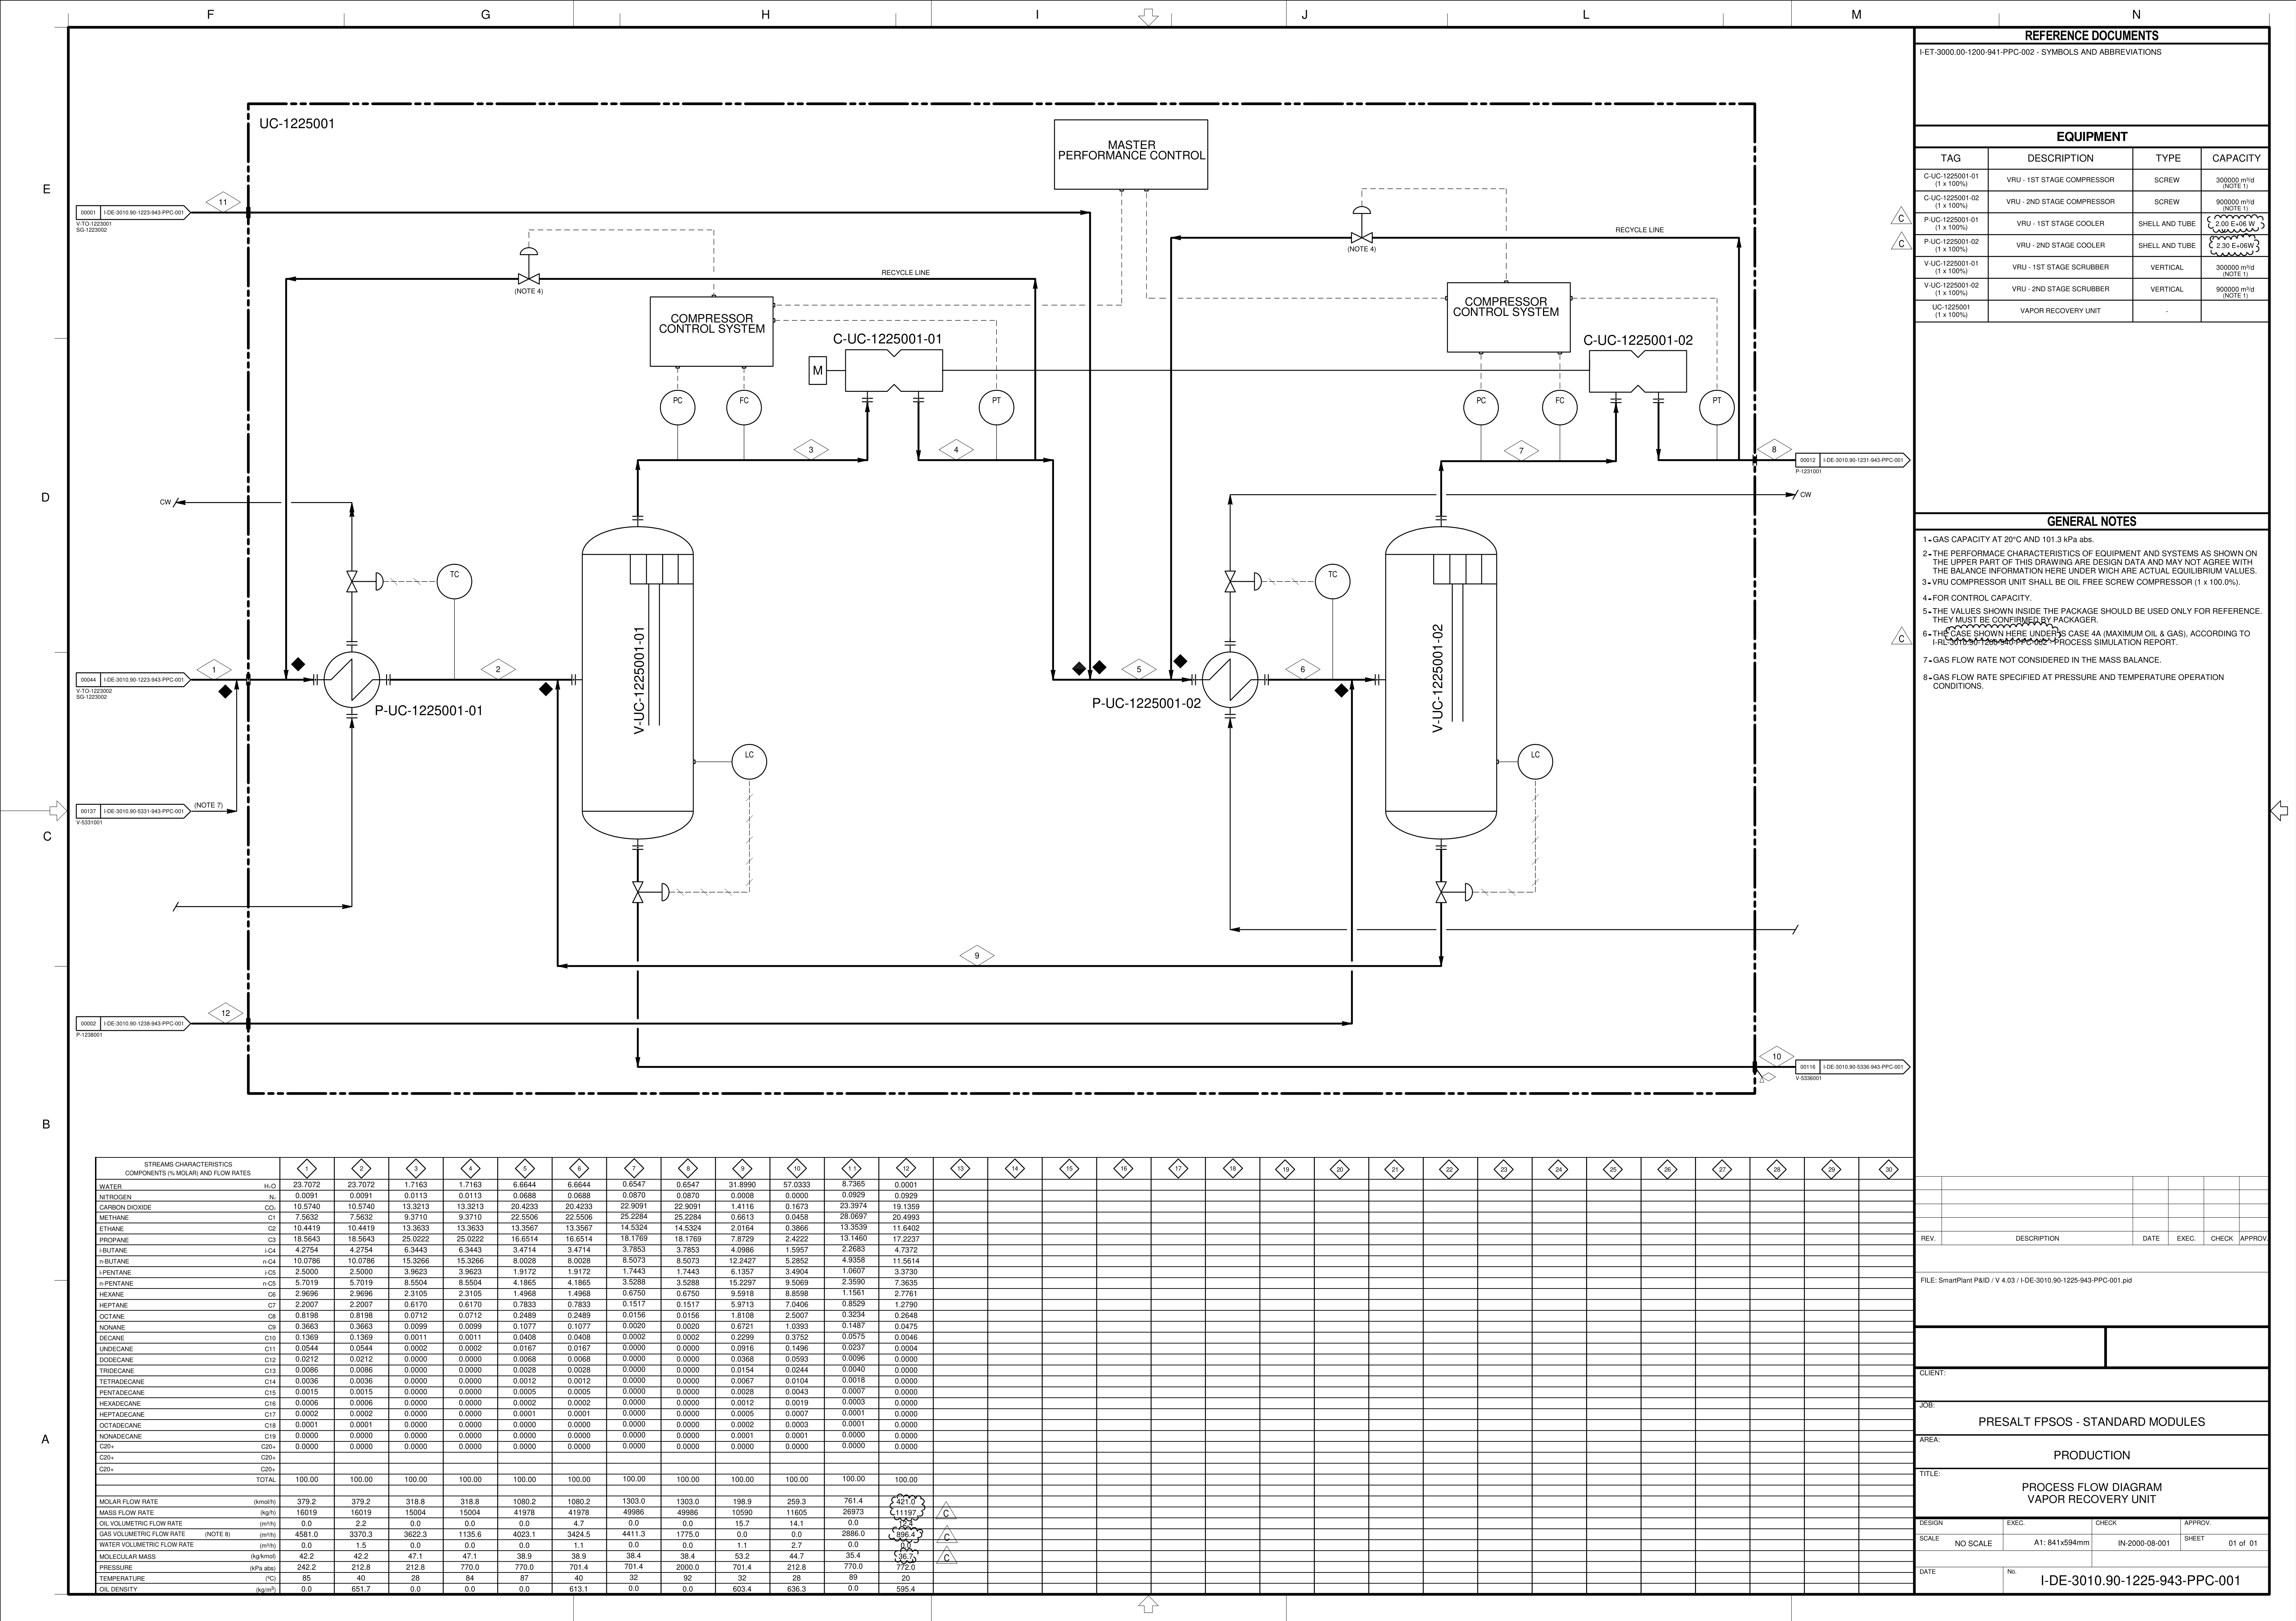 F G H I J L M N
REFERENCE DOCUMENTS
I-ET-3000.00-1200-941-PPC-002 - SYMBOLS AND ABBREVIATIONS
EQUIPMENT
TAG DESCRIPTION TYPE CAPACITY
C-UC-1225001-01 (1 x 100%) VRU - 1ST STAGE COMPRESSOR SCREW 300000 m³/d (NOTE 1)
C-UC-1225001-02 (1 x 100%) VRU - 2ND STAGE COMPRESSOR SCREW 900000 m³/d (NOTE 1)
C P-UC-1225001-01 (1 x 100%) VRU - 1ST STAGE COOLER SHELL AND TUBE 2.00 E+06 W
C P-UC-1225001-02 (1 x 100%) VRU - 2ND STAGE COOLER SHELL AND TUBE 2.30 E+06W
V-UC-1225001-01 (1 x 100%) VRU - 1ST STAGE SCRUBBER VERTICAL 300000 m³/d (NOTE 1)
V-UC-1225001-02 (1 x 100%) VRU - 2ND STAGE SCRUBBER VERTICAL 900000 m³/d (NOTE 1)
UC-1225001 (1 x 100%) VAPOR RECOVERY UNIT -
GENERAL NOTES
1-GAS CAPACITY AT 20°C AND 101.3 kPa abs.
2-THE PERFORMACE CHARACTERISTICS OF EQUIPMENT AND SYSTEMS AS SHOWN ON
THE UPPER PART OF THIS DRAWING ARE DESIGN DATA AND MAY NOT AGREE WITH
THE BALANCE INFORMATION HERE UNDER WICH ARE ACTUAL EQUILIBRIUM VALUES.
3-VRU COMPRESSOR UNIT SHALL BE OIL FREE SCREW COMPRESSOR (1 x 100.0%).
4-FOR CONTROL CAPACITY.
5-THE VALUES SHOWN INSIDE THE PACKAGE SHOULD BE USED ONLY FOR REFERENCE.
THEY MUST BE CONFIRMED BY PACKAGER.
C 6-THE CASE SHOWN HERE UNDER IS CASE 4A (MAXIMUM OIL & GAS), ACCORDING TO
I-RL-3010.90-1200-940-PPC-002 - PROCESS SIMULATION REPORT.
7-GAS FLOW RATE NOT CONSIDERED IN THE MASS BALANCE.
8-GAS FLOW RATE SPECIFIED AT PRESSURE AND TEMPERATURE OPERATION
CONDITIONS.
E
D
C
B
A
UC-1225001
MASTER
PERFORMANCE CONTROL
11
00001 I-DE-3010.90-1223-943-PPC-001
V-TO-1223001
SG-1223002
RECYCLE LINE
(NOTE 4)
RECYCLE LINE
(NOTE 4)
COMPRESSOR
CONTROL SYSTEM
COMPRESSOR
CONTROL SYSTEM
C-UC-1225001-01
C-UC-1225001-02
M
PC FC PT PC FC PT
3 4 7 8
00012 I-DE-3010.90-1231-943-PPC-001
P-1231001
CW
CW
TC TC
V-UC-1225001-01
V-UC-1225001-02
1 2 5 6
00044 I-DE-3010.90-1223-943-PPC-001
V-TO-1223002
SG-1223002
P-UC-1225001-01
P-UC-1225001-02
LC LC
(NOTE 7)
00137 I-DE-3010.90-5331-943-PPC-001
V-5331001
9
12
00002 I-DE-3010.90-1238-943-PPC-001
P-1238001
10
00116 I-DE-3010.90-5336-943-PPC-001
V-5336001
STREAMS CHARACTERISTICS
COMPONENTS (% MOLAR) AND FLOW RATES
1 2 3 4 5 6 7 8 9 10 11 12 13 14 15 16 17 18 19 20 21 22 23 24 25 26 27 28 29 30
WATER H₂O 23.7072 23.7072 1.7163 1.7163 6.6644 6.6644 0.6547 0.6547 31.8990 57.0333 8.7365 0.0001
NITROGEN N₂ 0.0091 0.0091 0.0113 0.0113 0.0688 0.0688 0.0870 0.0870 0.0008 0.0000 0.0929 0.0929
CARBON DIOXIDE CO₂ 10.5740 10.5740 13.3213 13.3213 20.4233 20.4233 22.9091 22.9091 1.4116 0.1673 23.3974 19.1359
METHANE C1 7.5632 7.5632 9.3710 9.3710 22.5506 22.5506 25.2284 25.2284 0.6613 0.0458 28.0697 20.4993
ETHANE C2 10.4419 10.4419 13.3633 13.3633 13.3567 13.3567 14.5324 14.5324 2.0164 0.3866 13.3539 11.6402
PROPANE C3 18.5643 18.5643 25.0222 25.0222 16.6514 16.6514 18.1769 18.1769 7.8729 2.4222 13.1460 17.2237
i-BUTANE i-C4 4.2754 4.2754 6.3443 6.3443 3.4714 3.4714 3.7853 3.7853 4.0986 1.5957 2.2683 4.7372
n-BUTANE n-C4 10.0786 10.0786 15.3266 15.3266 8.0028 8.0028 8.5073 8.5073 12.2427 5.2852 4.9358 11.5614
i-PENTANE i-C5 2.5000 2.5000 3.9623 3.9623 1.9172 1.9172 1.7443 1.7443 6.1357 3.4904 1.0607 3.3730
n-PENTANE n-C5 5.7019 5.7019 8.5504 8.5504 4.1865 4.1865 3.5288 3.5288 15.2297 9.5069 2.3590 7.3635
HEXANE C6 2.9696 2.9696 2.3105 2.3105 1.4968 1.4968 0.6750 0.6750 9.5918 8.8598 1.1561 2.7761
HEPTANE C7 2.2007 2.2007 0.6170 0.6170 0.7833 0.7833 0.1517 0.1517 5.9713 7.0406 0.8529 1.2790
OCTANE C8 0.8198 0.8198 0.0712 0.0712 0.2489 0.2489 0.0156 0.0156 1.8108 2.5007 0.3234 0.2648
NONANE C9 0.3663 0.3663 0.0099 0.0099 0.1077 0.1077 0.0020 0.0020 0.6721 1.0393 0.1487 0.0475
DECANE C10 0.1369 0.1369 0.0011 0.0011 0.0408 0.0408 0.0002 0.0002 0.2299 0.3752 0.0575 0.0046
UNDECANE C11 0.0544 0.0544 0.0002 0.0002 0.0167 0.0167 0.0000 0.0000 0.0916 0.1496 0.0237 0.0004
DODECANE C12 0.0212 0.0212 0.0000 0.0000 0.0068 0.0068 0.0000 0.0000 0.0368 0.0593 0.0096 0.0000
TRIDECANE C13 0.0086 0.0086 0.0000 0.0000 0.0028 0.0028 0.0000 0.0000 0.0154 0.0244 0.0040 0.0000
TETRADECANE C14 0.0036 0.0036 0.0000 0.0000 0.0012 0.0012 0.0000 0.0000 0.0067 0.0104 0.0018 0.0000
PENTADECANE C15 0.0015 0.0015 0.0000 0.0000 0.0005 0.0005 0.0000 0.0000 0.0028 0.0043 0.0007 0.0000
HEXADECANE C16 0.0006 0.0006 0.0000 0.0000 0.0002 0.0002 0.0000 0.0000 0.0012 0.0019 0.0003 0.0000
HEPTADECANE C17 0.0002 0.0002 0.0000 0.0000 0.0001 0.0001 0.0000 0.0000 0.0005 0.0007 0.0001 0.0000
OCTADECANE C18 0.0001 0.0001 0.0000 0.0000 0.0000 0.0000 0.0000 0.0000 0.0002 0.0003 0.0001 0.0000
NONADECANE C19 0.0000 0.0000 0.0000 0.0000 0.0000 0.0000 0.0000 0.0000 0.0001 0.0001 0.0000 0.0000
C20+ C20+ 0.0000 0.0000 0.0000 0.0000 0.0000 0.0000 0.0000 0.0000 0.0000 0.0000 0.0000 0.0000
C20+ C20+
C20+ C20+
TOTAL 100.00 100.00 100.00 100.00 100.00 100.00 100.00 100.00 100.00 100.00 100.00 100.00
MOLAR FLOW RATE (kmol/h) 379.2 379.2 318.8 318.8 1080.2 1080.2 1303.0 1303.0 198.9 259.3 761.4 421.0
MASS FLOW RATE (kg/h) 16019 16019 15004 15004 41978 41978 49986 49986 10590 11605 26973 11197 C
OIL VOLUMETRIC FLOW RATE (m³/h) 0.0 2.2 0.0 0.0 0.0 4.7 0.0 0.0 15.7 14.1 0.0 12.4
GAS VOLUMETRIC FLOW RATE (NOTE 8) (m³/h) 4581.0 3370.3 3622.3 1135.6 4023.1 3424.5 4411.3 1775.0 0.0 0.0 2886.0 896.4 C
WATER VOLUMETRIC FLOW RATE (m³/h) 0.0 1.5 0.0 0.0 0.0 1.1 0.0 0.0 1.1 2.7 0.0 0.0
MOLECULAR MASS (kg/kmol) 42.2 42.2 47.1 47.1 38.9 38.9 38.4 38.4 53.2 44.7 35.4 36.7 C
PRESSURE (kPa abs) 242.2 212.8 212.8 770.0 770.0 701.4 701.4 2000.0 701.4 212.8 770.0 772.0
TEMPERATURE (ºC) 85 40 28 84 87 40 32 92 32 28 89 20
OIL DENSITY (kg/m³) 0.0 651.7 0.0 0.0 0.0 613.1 0.0 0.0 603.4 636.3 0.0 595.4
REV. DESCRIPTION DATE EXEC. CHECK APPROV.
FILE: SmartPlant P&ID / V 4.03 / I-DE-3010.90-1225-943-PPC-001.pid
CLIENT:
JOB:
PRESALT FPSOS - STANDARD MODULES
AREA:
PRODUCTION
TITLE:
PROCESS FLOW DIAGRAM
VAPOR RECOVERY UNIT
DESIGN EXEC. CHECK APPROV.
SCALE NO SCALE A1: 841x594mm IN-2000-08-001 SHEET 01 of 01
DATE No. I-DE-3010.90-1225-943-PPC-001